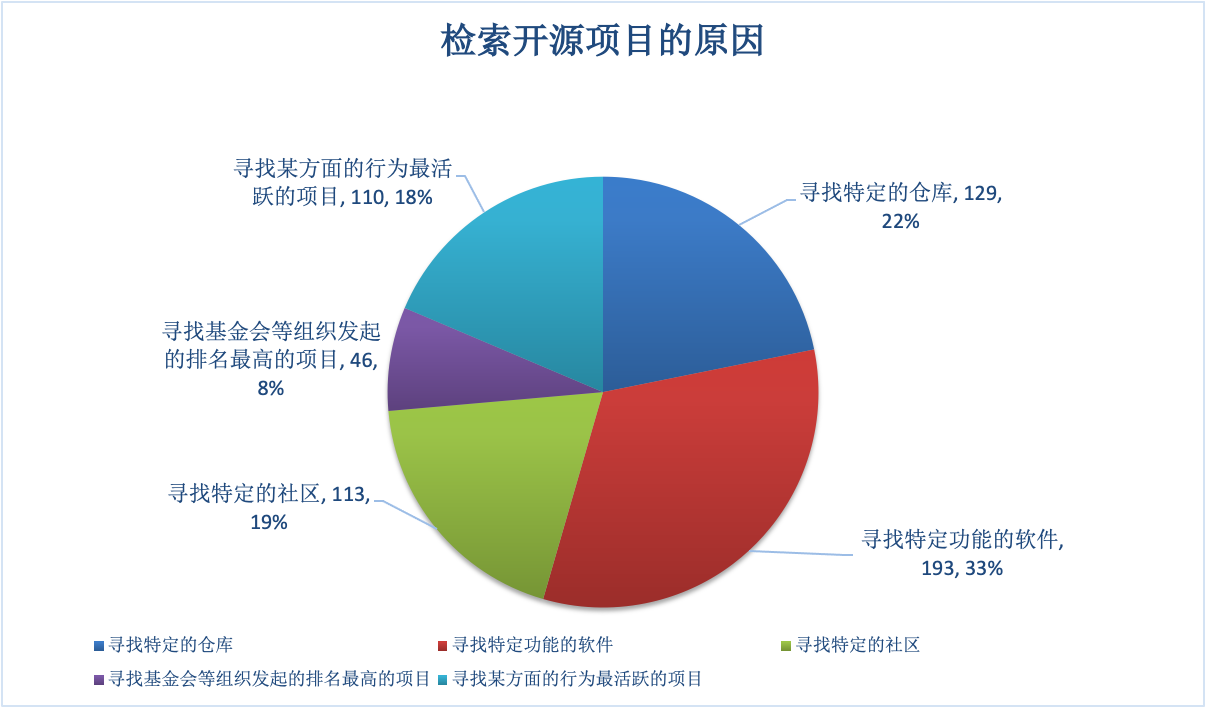 检索开源项目的原因
寻找某方面的行为最活
跃的项目, 110, 18%
寻找特定的仓库, 129,
22%
寻找基金会等组织发起
的排名最高的项目, 46,
8%
寻找特定的社区, 113,
19%
寻找特定功能的软件,
193, 33%
寻找特定的仓库
寻找特定功能的软件
寻找特定的社区
寻找基金会等组织发起的排名最高的项目
寻找某方面的行为最活跃的项目